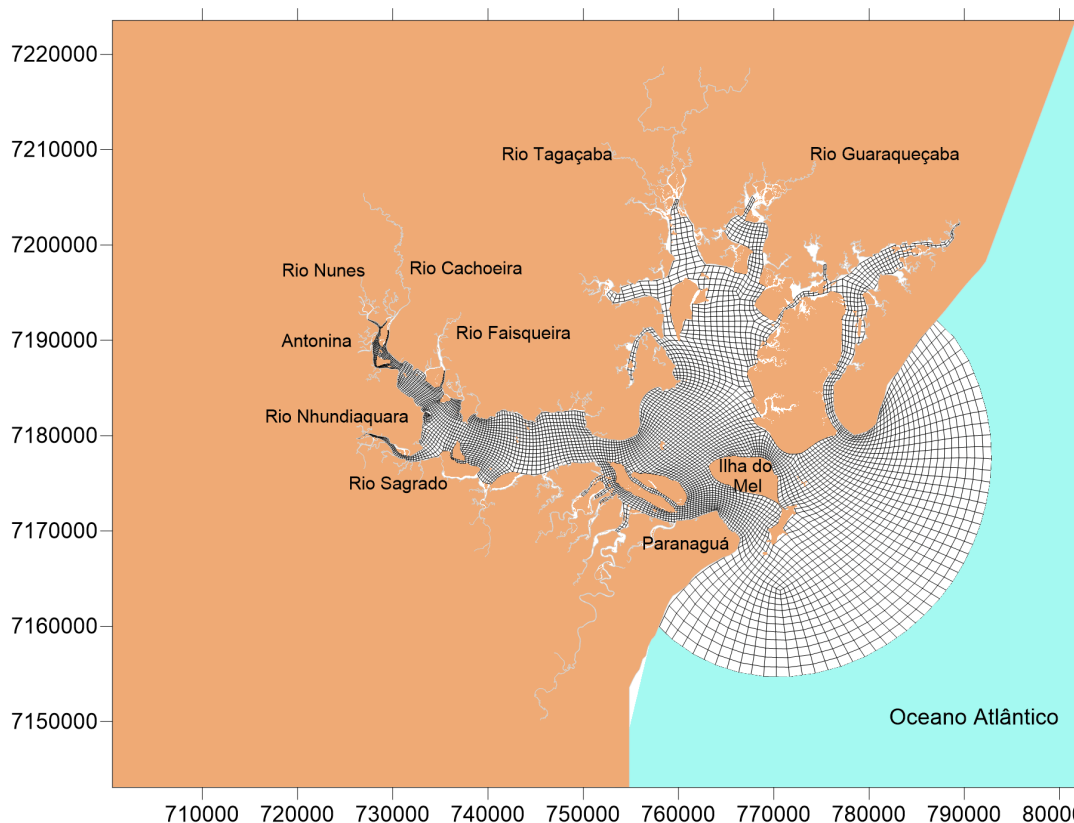 7220000
7210000
Rio Tagaçaba
Rio Guaraqueçaba
7200000
Rio Nunes
Rio Cachoeira
7190000
Antonina
Rio Faisqueira
Rio Nhundiaquara
7180000
Ilha do
Mel
Rio Sagrado
7170000
Paranaguá
7160000
7150000
Oceano Atlântico
710000 720000 730000 740000 750000 760000 770000 780000 790000 80000